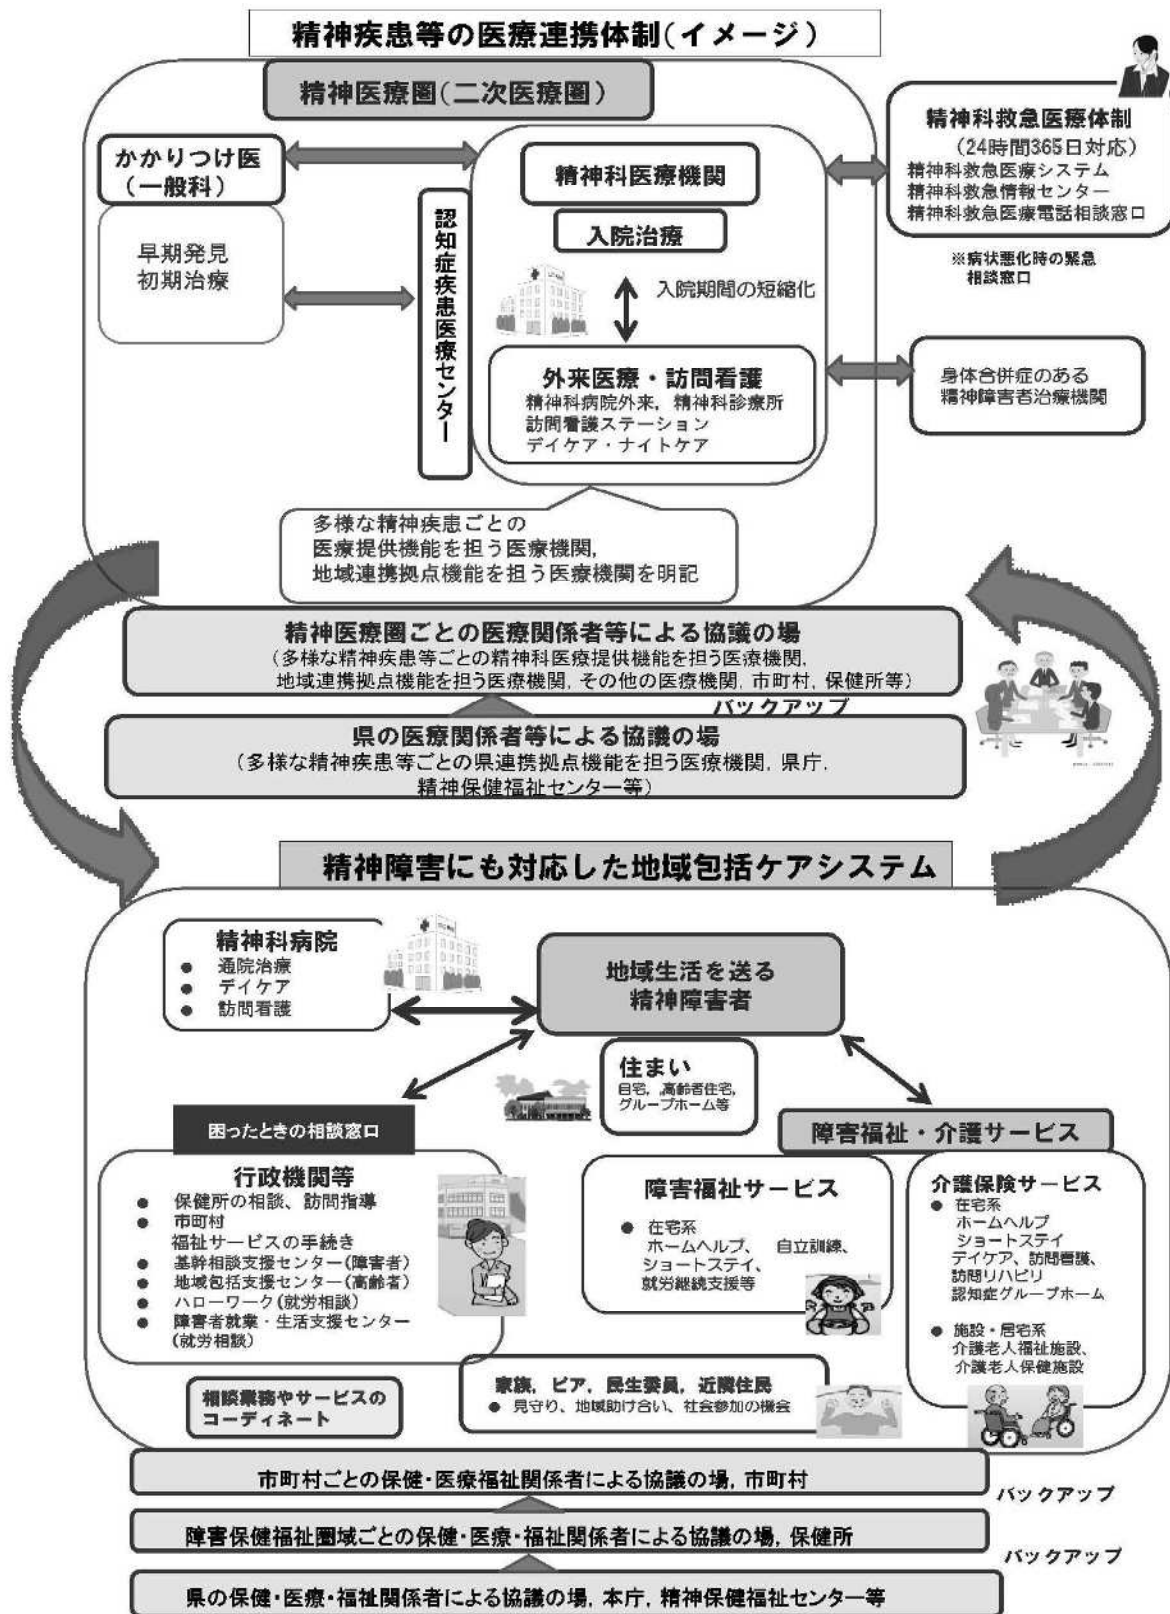 精神疾患等の医療連携体制(イメージ)
精神医療圏(二次医療圏)
かかりつけ医
(一般科)
早期発見
初期治療
認知症疾患医療センター
精神科医療機関
入院治療
入院期間の短縮化
外来医療・訪問看護
精神科病院外来, 精神科診療所
訪問看護ステーション
デイケア・ナイトケア
精神科救急医療体制
(24時間365日対応)
精神科救急医療システム
精神科救急情報センター
精神科救急医療電話相談窓口
※病状悪化時の緊急
相談窓口
身体合併症のある
精神障害者治療機関
多様な精神疾患ごとの
医療提供機能を担う医療機関,
地域連携拠点機能を担う医療機関を明記
精神医療圏ごとの医療関係者等による協議の場
(多様な精神疾患等ごとの精神科医療提供機能を担う医療機関,
地域連携拠点機能を担う医療機関, その他の医療機関, 市町村, 保健所等)
バックアップ
県の医療関係者等による協議の場
(多様な精神疾患等ごとの県連携拠点機能を担う医療機関, 県庁,
精神保健福祉センター等)
精神障害にも対応した地域包括ケアシステム
精神科病院
● 通院治療
● デイケア
● 訪問看護
地域生活を送る
精神障害者
住まい
自宅, 高齢者住宅,
グループホーム等
困ったときの相談窓口
行政機関等
● 保健所の相談、訪問指導
● 市町村
福祉サービスの手続き
● 基幹相談支援センター(障害者)
● 地域包括支援センター(高齢者)
● ハローワーク(就労相談)
● 障害者就業・生活支援センター
(就労相談)
障害福祉・介護サービス
障害福祉サービス
● 在宅系
ホームヘルプ、 自立訓練、
ショートステイ、
就労継続支援等
介護保険サービス
● 在宅系
ホームヘルプ
ショートステイ
デイケア、訪問看護、
訪問リハビリ
認知症グループホーム
● 施設・居宅系
介護老人福祉施設、
介護老人保健施設
相談業務やサービスの
コーディネート
家族, ピア, 民生委員, 近隣住民
● 見守り、地域助け合い、社会参加の機会
市町村ごとの保健・医療福祉関係者による協議の場, 市町村
バックアップ
障害保健福祉圏域ごとの保健・医療・福祉関係者による協議の場, 保健所
バックアップ
県の保健・医療・福祉関係者による協議の場, 本庁, 精神保健福祉センター等